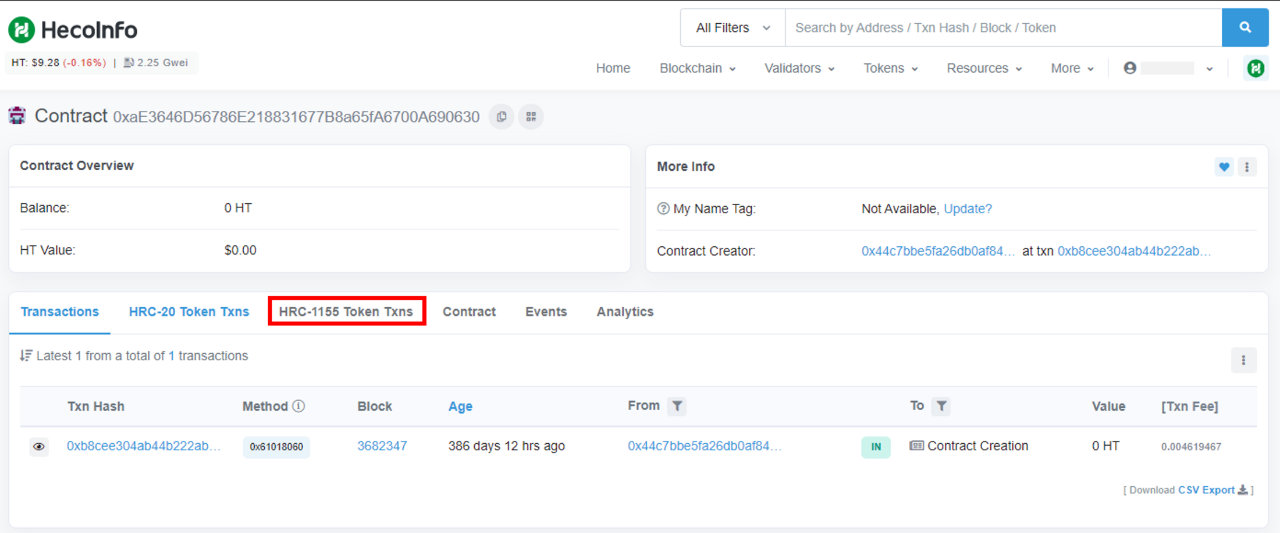 HecoInfo
All Filters
Search by Address / Txn Hash / Block / Token
HT: $9.28 (-0.16%) | 2.25 Gwei
Home Blockchain Validators Tokens Resources More
Contract 0xaE3646D56786E218831677B8a65fA6700A690630
Contract Overview
Balance: 0 HT
HT Value: $0.00
More Info
My Name Tag: Not Available, Update?
Contract Creator: 0x44c7bbe5fa26db0af84... at txn 0xb8cee304ab44b222ab...
Transactions HRC-20 Token Txns HRC-1155 Token Txns Contract Events Analytics
Latest 1 from a total of 1 transactions
Txn Hash Method Block Age From To Value [Txn Fee]
0xb8cee304ab44b222ab... 0x61018060 3682347 386 days 12 hrs ago 0x44c7bbe5fa26db0af84... IN Contract Creation 0 HT 0.004619467
[ Download CSV Export ]